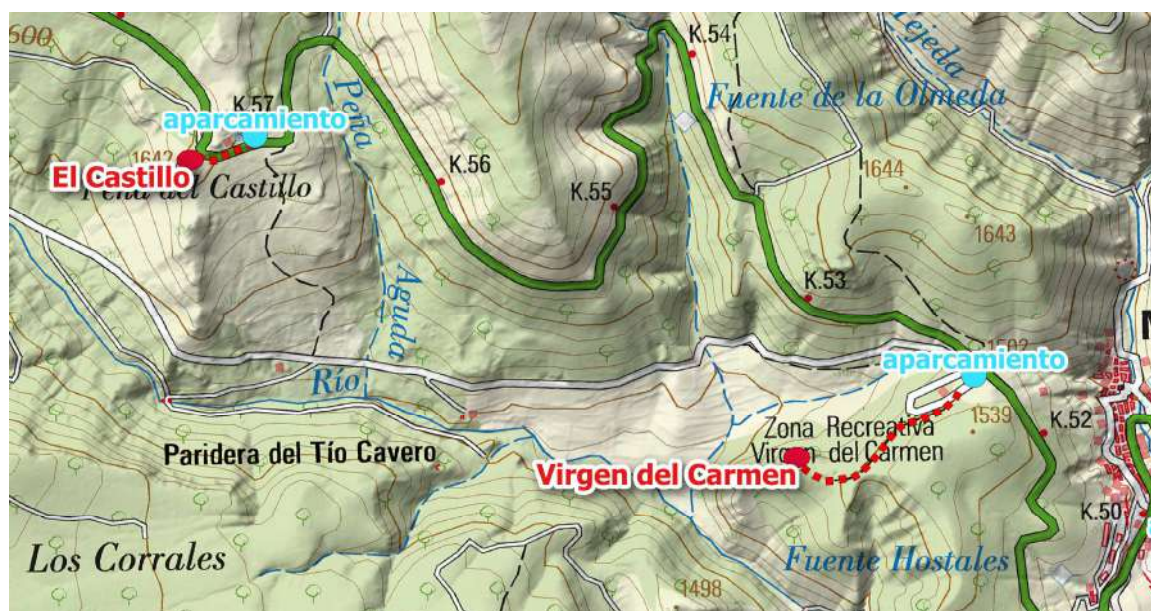 1600
Tejeda
K.54
K.57
aparcamiento
Peña
Fuente de la Olmeda
1642
El Castillo
Peña del Castillo
K.56
K.55
1644
1643
Aguda
K.53
aparcamiento
Río
1539
K.52
Zona Recreativa
Virgen del Carmen
Paridera del Tío Cavero
Virgen del Carmen
K.50
Los Corrales
Fuente Hostales
1498